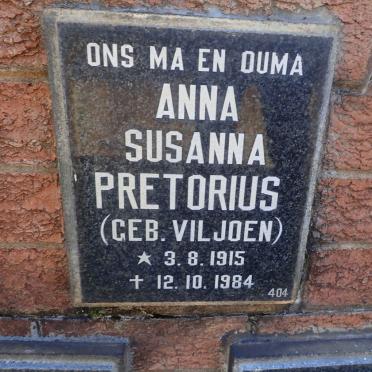 ONS MA EN OUMA
ANNA
SUSANNA
PRETORIUS
(GEB. VILJOEN)
★ 3. 8. 1915
✝ 12. 10. 1984
404